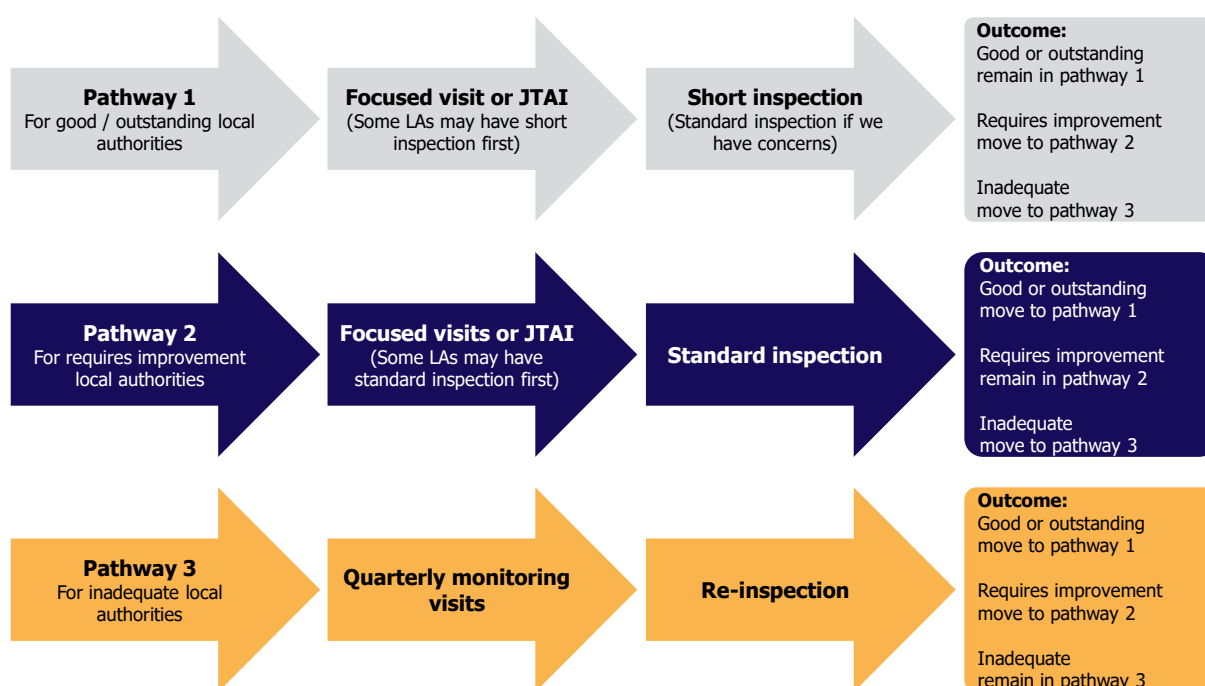 Pathway 1
For good / outstanding local
authorities
Focused visit or JTAI
(Some LAs may have short
inspection first)
Short inspection
(Standard inspection if we
have concerns)
Outcome:
Good or outstanding
remain in pathway 1
Requires improvement
move to pathway 2
Inadequate
move to pathway 3
Pathway 2
For requires improvement
local authorities
Focused visits or JTAI
(Some LAs may have
standard inspection first)
Standard inspection
Outcome:
Good or outstanding
move to pathway 1
Requires improvement
remain in pathway 2
Inadequate
move to pathway 3
Pathway 3
For inadequate local
authorities
Quarterly monitoring
visits
Re-inspection
Outcome:
Good or outstanding
move to pathway 1
Requires improvement
move to pathway 2
Inadequate
remain in pathway 3